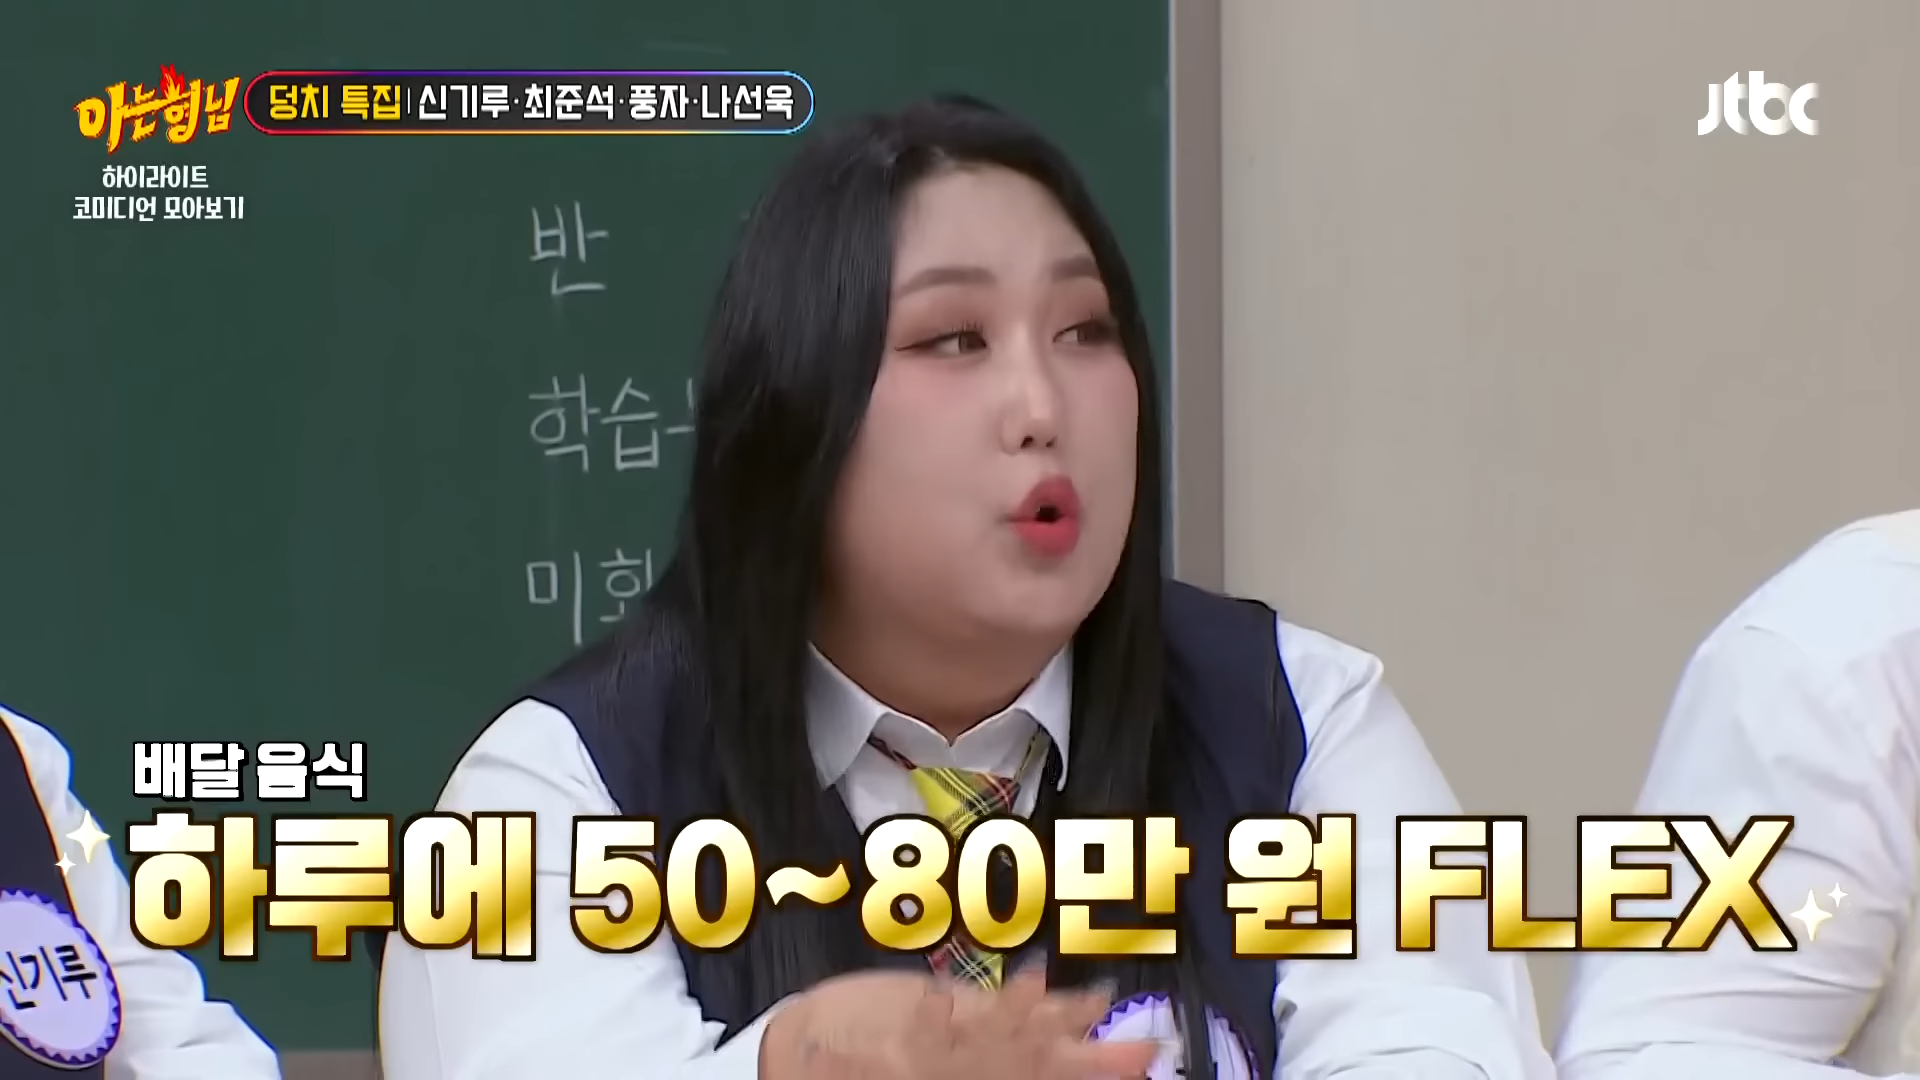 아는형님
덩치 특집 | 신기루·최준석·풍자·나선욱
jtbc
하이라이트
코미디언 모아보기
반
학습
미화
배달 음식
하루에 50~80만 원 FLEX
신기루